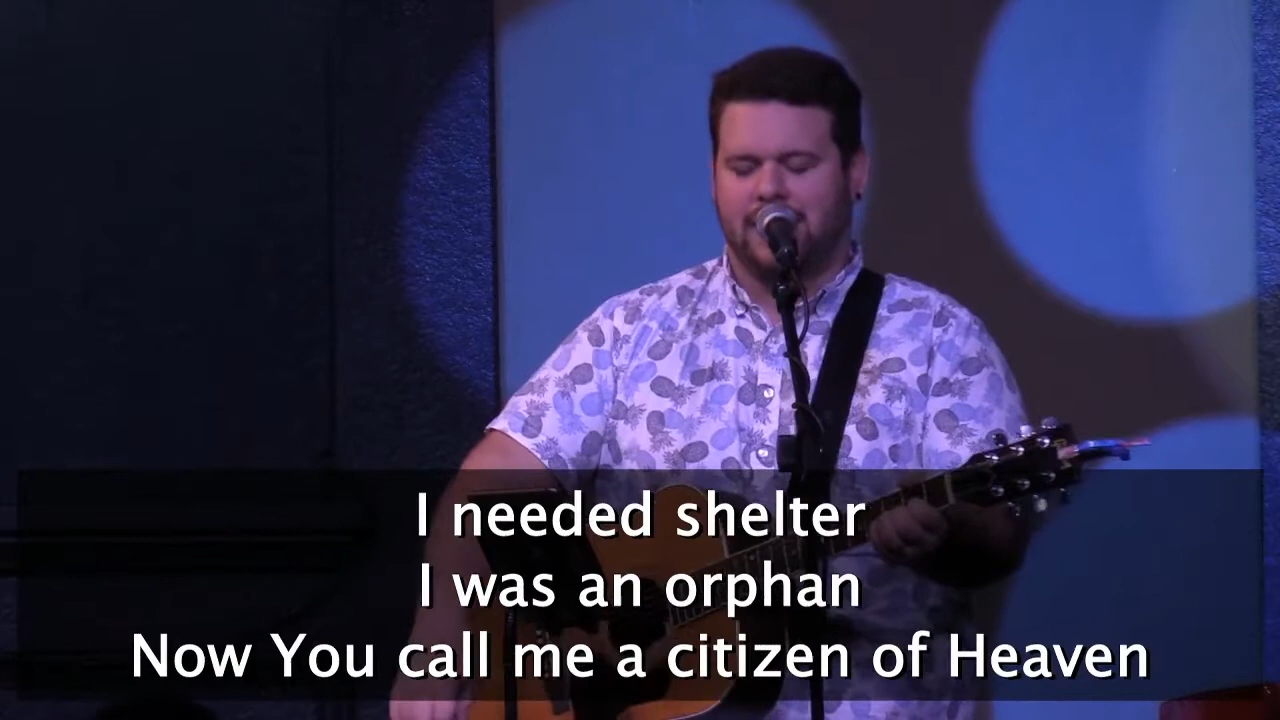 I needed shelter
I was an orphan
Now You call me a citizen of Heaven